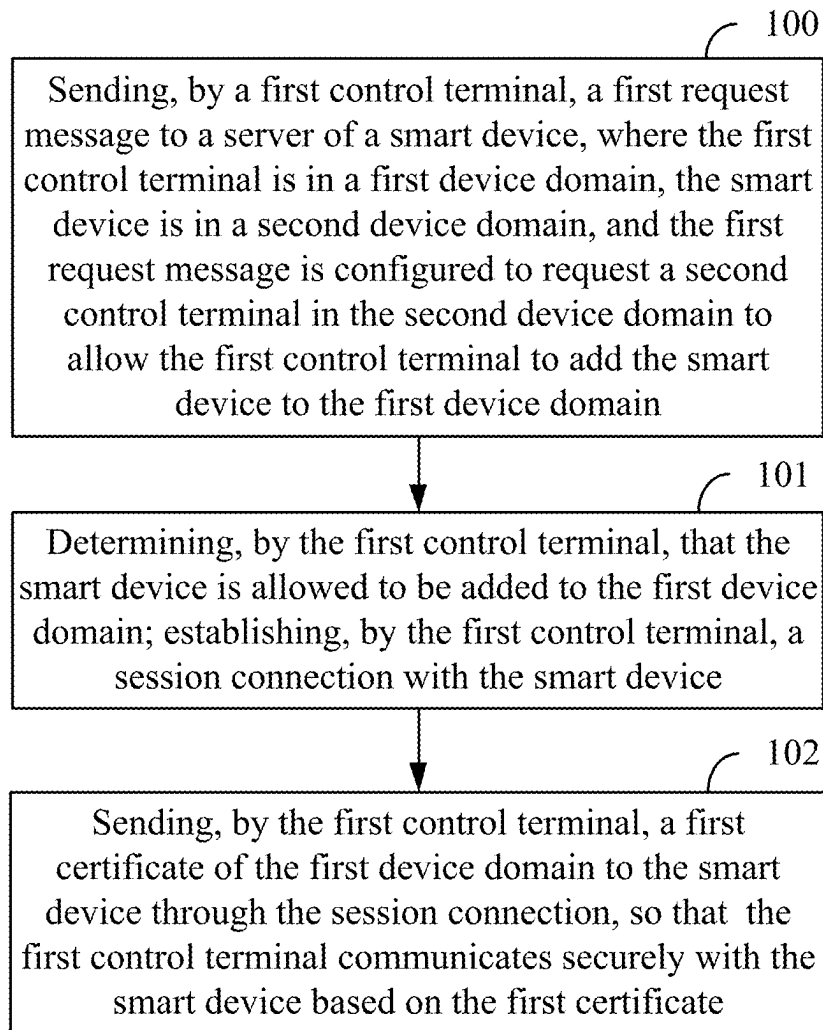 100
Sending, by a first control terminal, a first request
message to a server of a smart device, where the first
control terminal is in a first device domain, the smart
device is in a second device domain, and the first
request message is configured to request a second
control terminal in the second device domain to
allow the first control terminal to add the smart
device to the first device domain
101
Determining, by the first control terminal, that the
smart device is allowed to be added to the first device
domain; establishing, by the first control terminal, a
session connection with the smart device
102
Sending, by the first control terminal, a first
certificate of the first device domain to the smart
device through the session connection, so that the
first control terminal communicates securely with the
smart device based on the first certificate